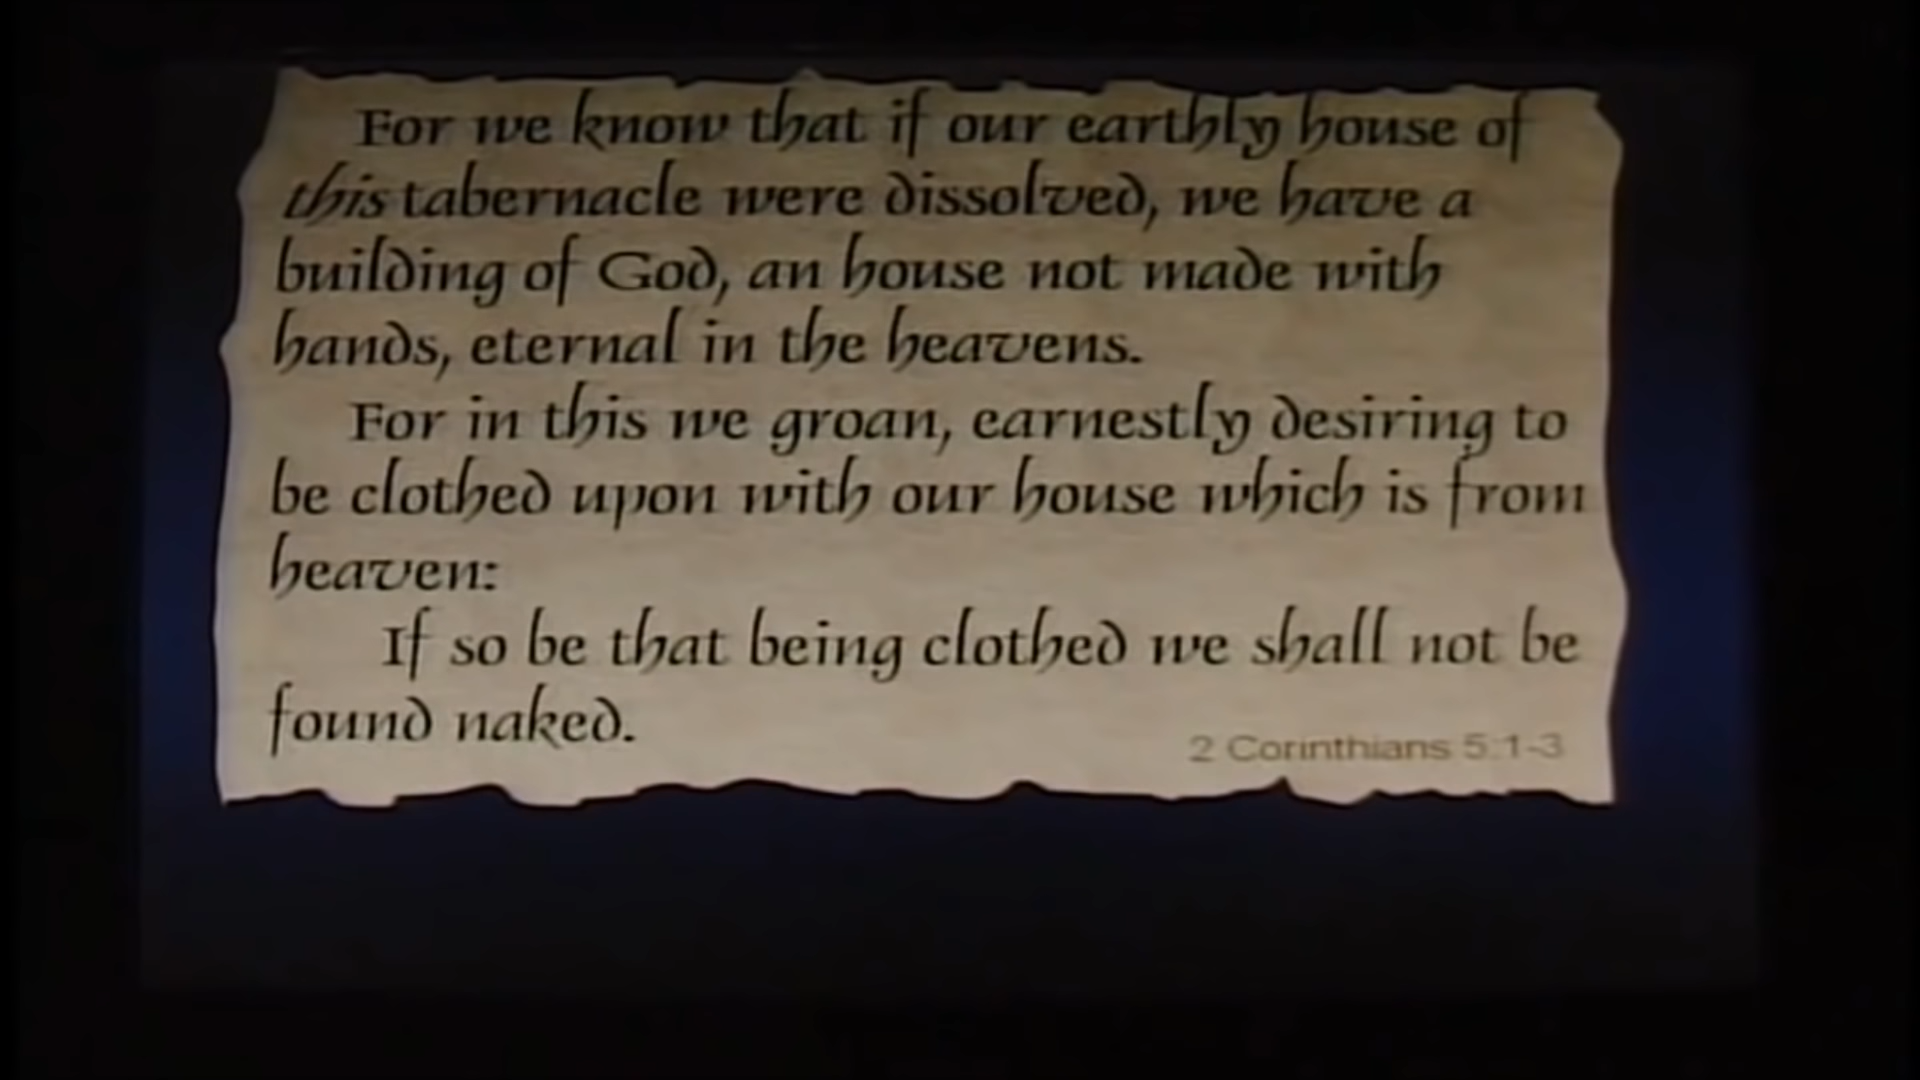 For we know that if our earthly house of
this tabernacle were dissolved, we have a
building of God, an house not made with
hands, eternal in the heavens.
For in this we groan, earnestly desiring to
be clothed upon with our house which is from
heaven:
If so be that being clothed we shall not be
found naked.
2 Corinthians 5:1-3